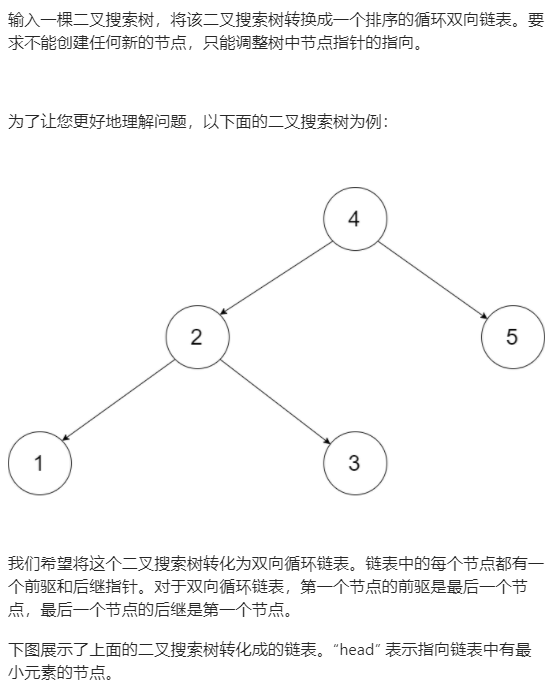 输入一棵二叉搜索树，将该二叉搜索树转换成一个排序的循环双向链表。要
求不能创建任何新的节点，只能调整树中节点指针的指向。
为了让您更好地理解问题，以下面的二叉搜索树为例：
4
2
5
1
3
我们希望将这个二叉搜索树转化为双向循环链表。链表中的每个节点都有一
个前驱和后继指针。对于双向循环链表，第一个节点的前驱是最后一个节
点，最后一个节点的后继是第一个节点。
下图展示了上面的二叉搜索树转化成的链表。“head” 表示指向链表中有最
小元素的节点。